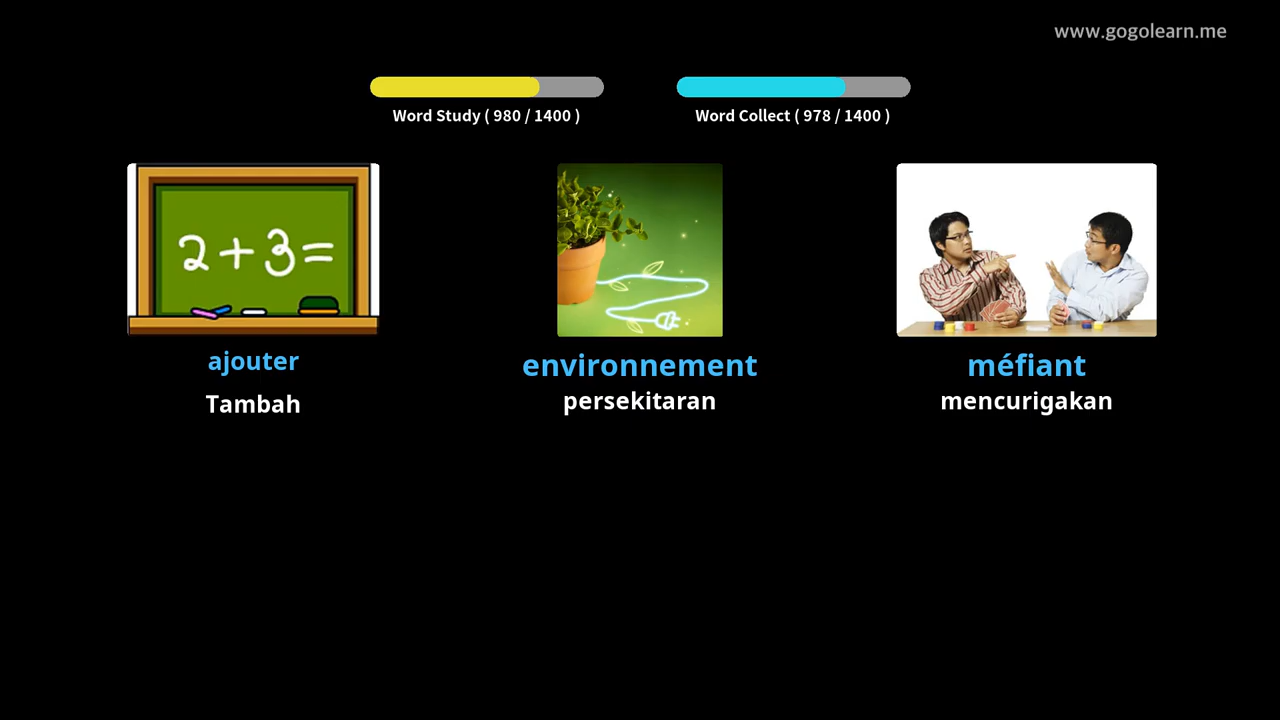 www.gogolearn.me
Word Study ( 980 / 1400 )
Word Collect ( 978 / 1400 )
2+3=
ajouter
Tambah
environnement
persekitaran
méfiant
mencurigakan